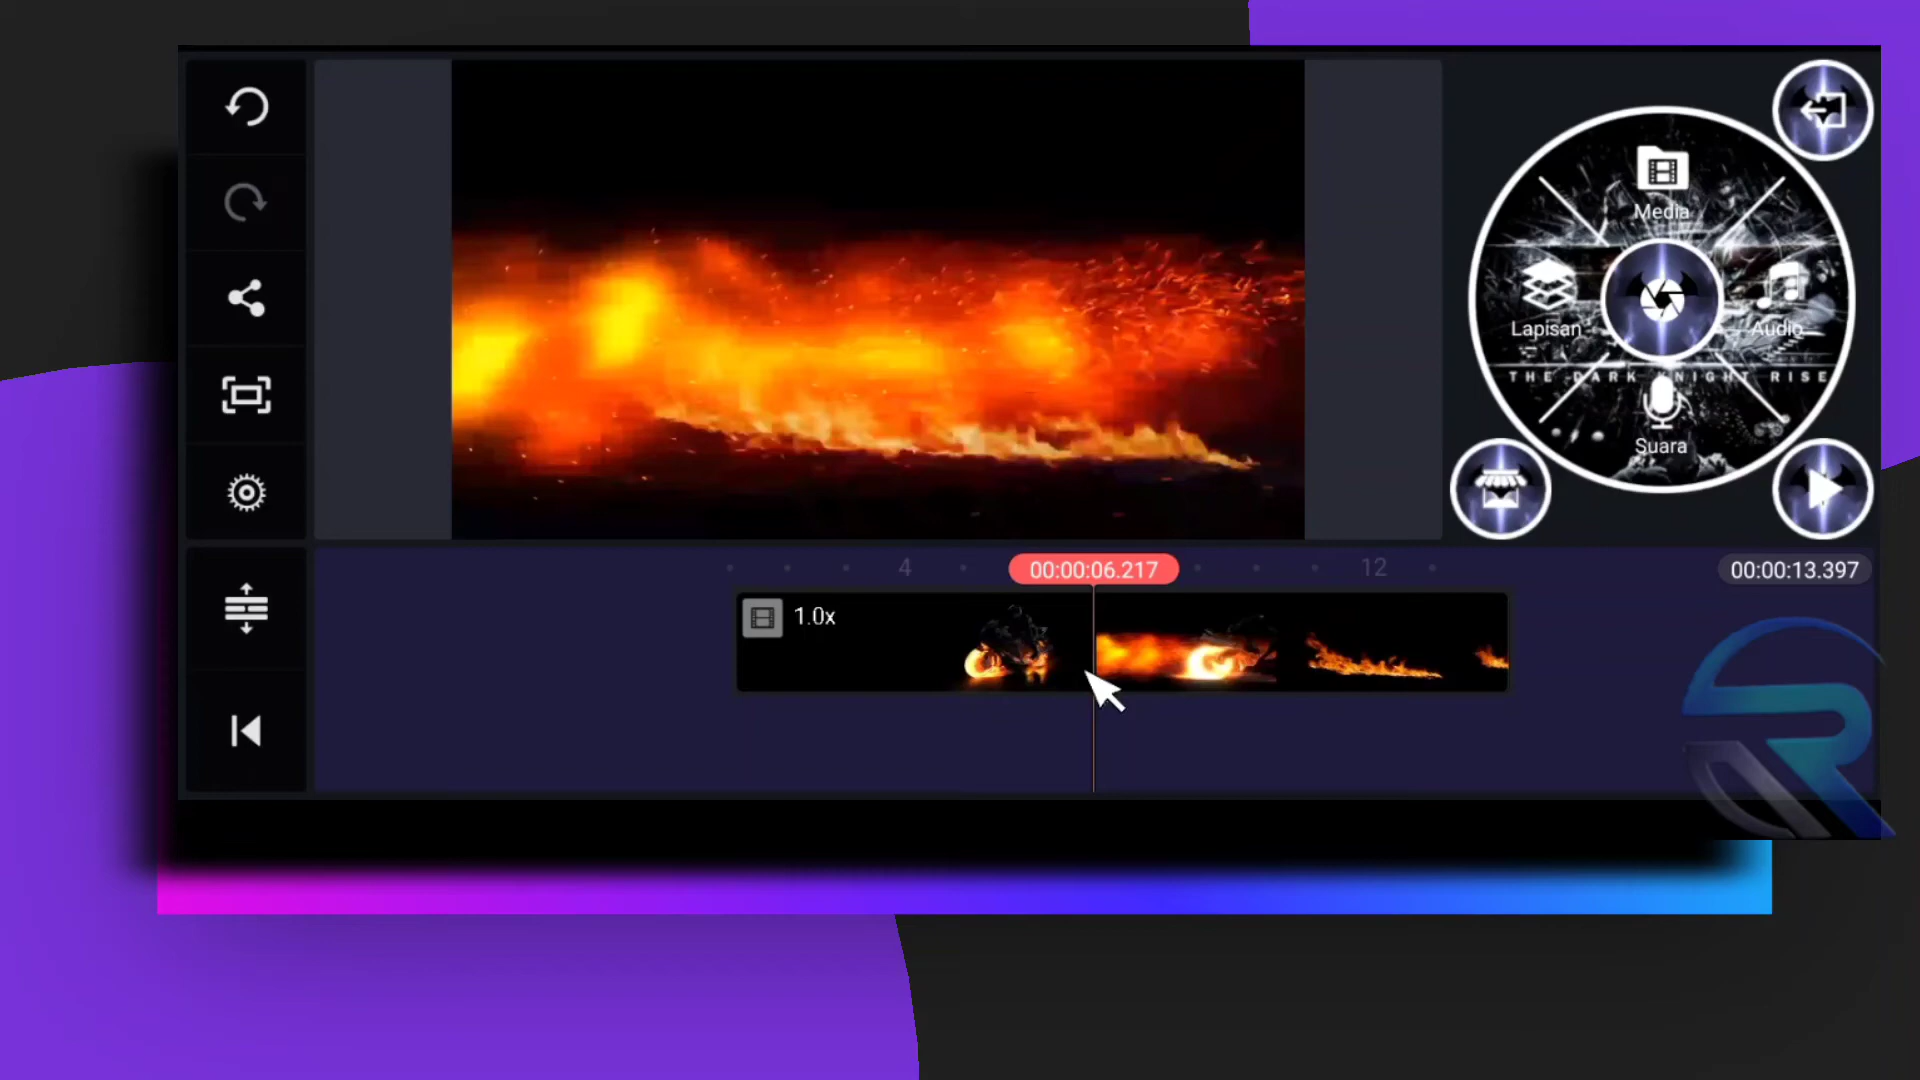 Media
Lapisan
Audio
THE DARK KNIGHT RISE
Suara
4
00:00:06.217
12
00:00:13.397
1.0x